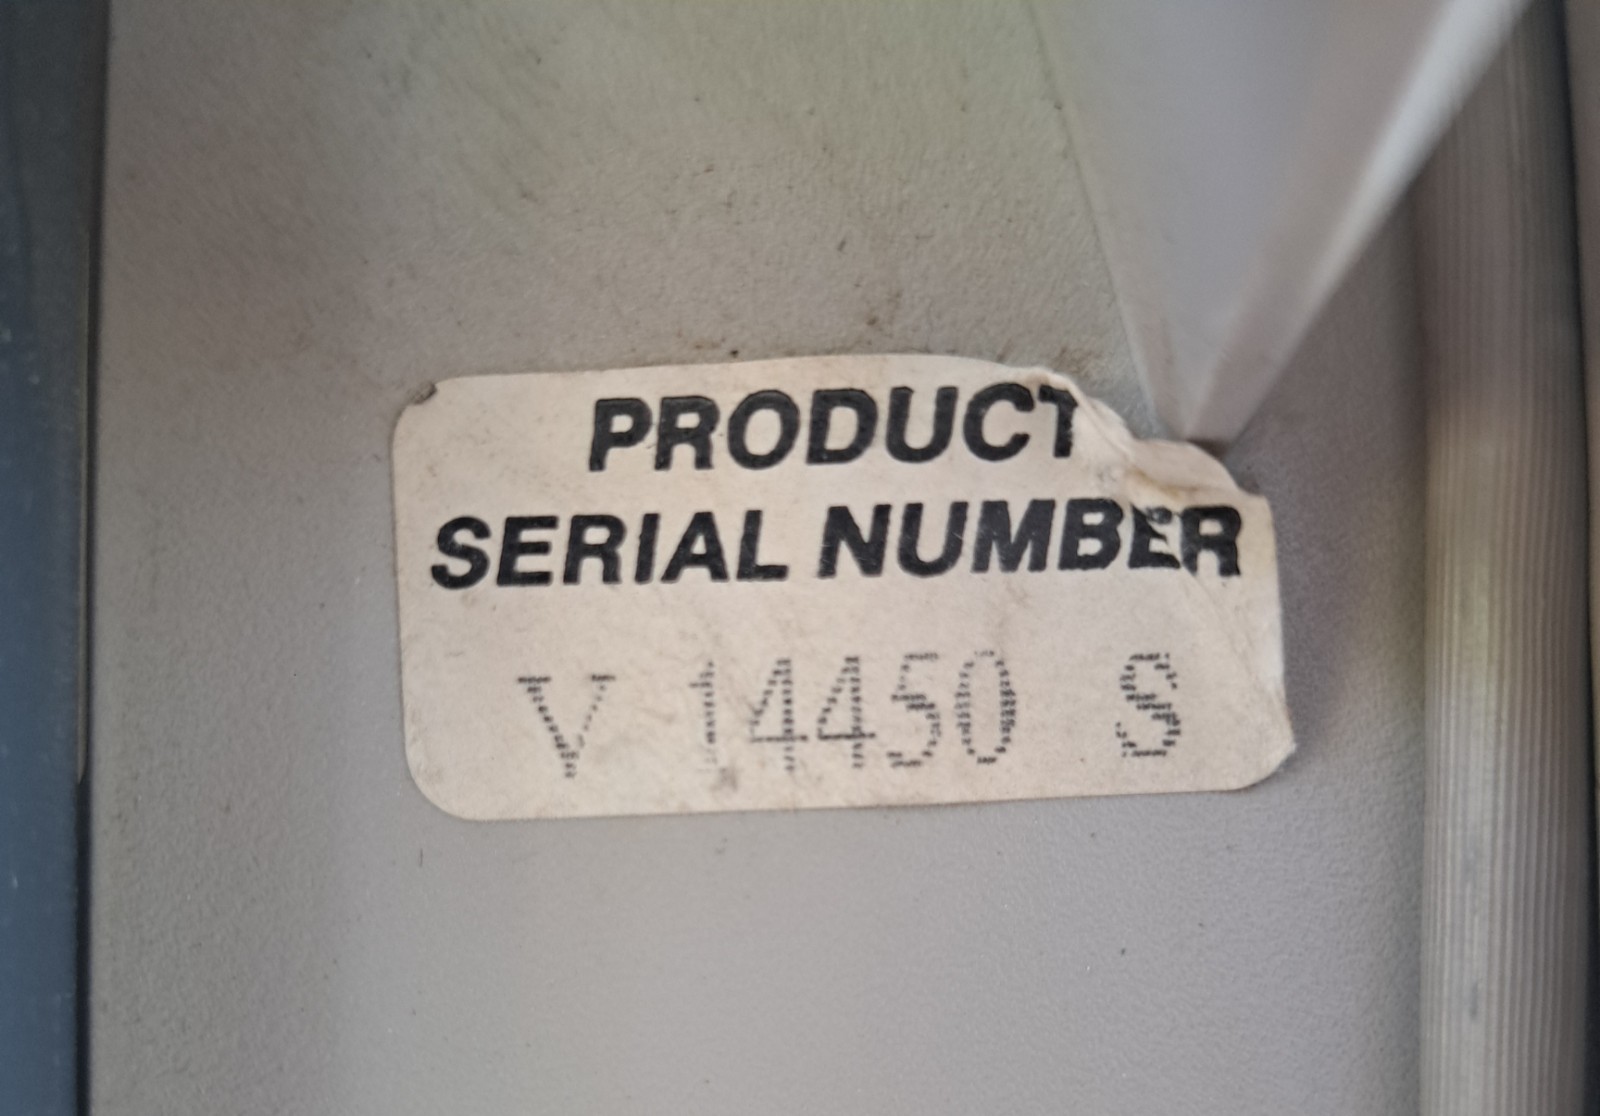 PRODUCT
SERIAL NUMBER
V 14450 S